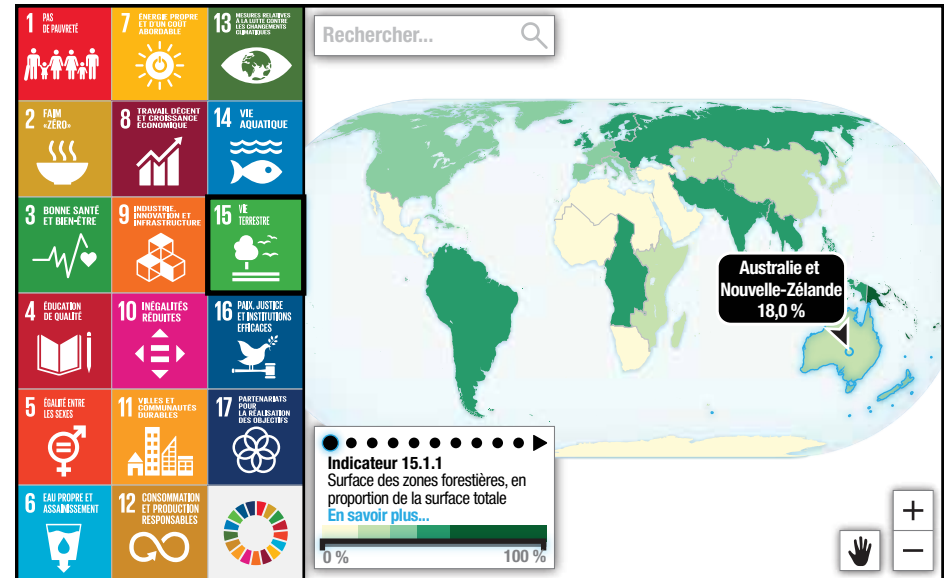 1 PAS
DE PAUVRETÉ
7 ÉNERGIE PROPRE
ET D'UN COÛT
ABORDABLE
13 MESURES RELATIVES
À LA LUTTE CONTRE
LES CHANGEMENTS
CLIMATIQUES
2 FAIM
«ZÉRO»
8 TRAVAIL DÉCENT
ET CROISSANCE
ÉCONOMIQUE
14 VIE
AQUATIQUE
3 BONNE SANTÉ
ET BIEN-ÊTRE
9 INDUSTRIE,
INNOVATION ET
INFRASTRUCTURE
15 VIE
TERRESTRE
4 ÉDUCATION
DE QUALITÉ
10 INÉGALITÉS
RÉDUITES
16 PAIX, JUSTICE
ET INSTITUTIONS
EFFICACES
5 ÉGALITÉ ENTRE
LES SEXES
11 VILLES ET
COMMUNAUTÉS
DURABLES
17 PARTENARIATS
POUR
LA RÉALISATION
DES OBJECTIFS
6 EAU PROPRE ET
ASSAINISSEMENT
12 CONSOMMATION
ET PRODUCTION
RESPONSABLES
Rechercher...
Australie et
Nouvelle-Zélande
18,0 %
Indicateur 15.1.1
Surface des zones forestières, en
proportion de la surface totale
En savoir plus...
0 % 100 %
+
−